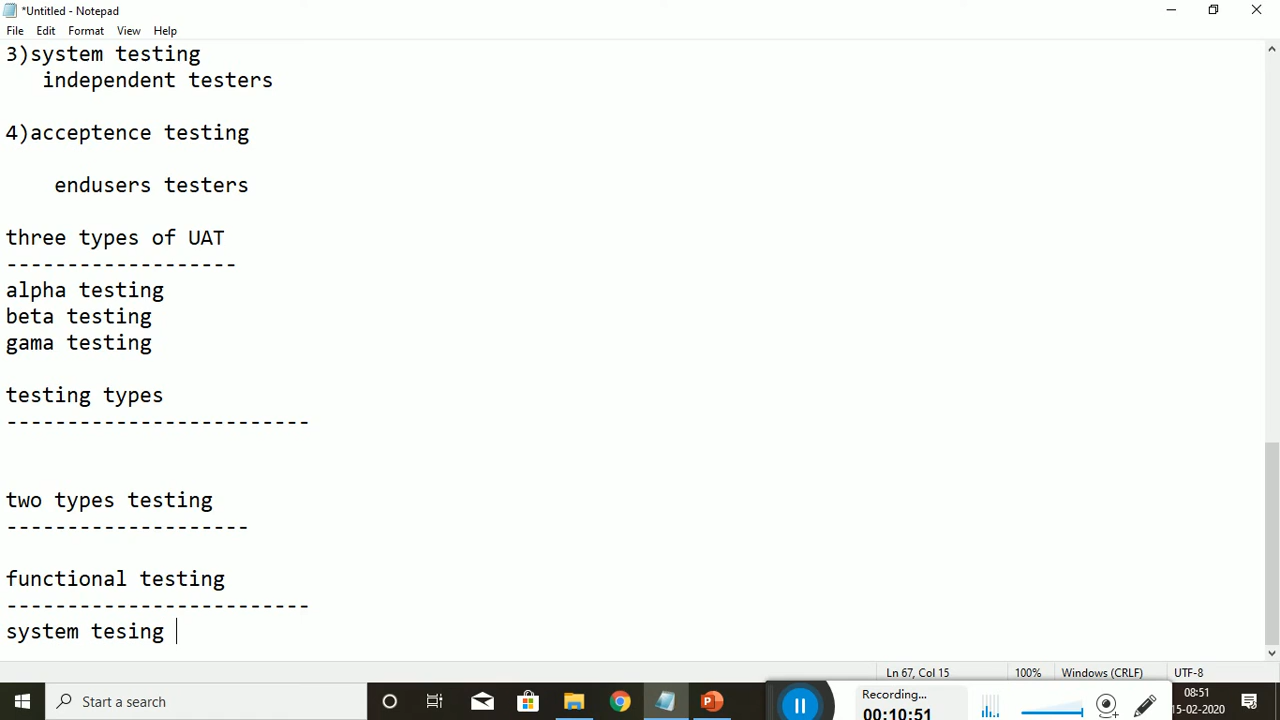 *Untitled - Notepad
File Edit Format View Help
3)system testing
independent testers
4)acceptence testing
endusers testers
three types of UAT
-------------------
alpha testing
beta testing
gama testing
testing types
-------------------------
two types testing
--------------------
functional testing
-------------------------
system tesing
Ln 67, Col 15 100% Windows (CRLF) UTF-8
Start a search
Recording...
00:10:51
08:51
15-02-2020